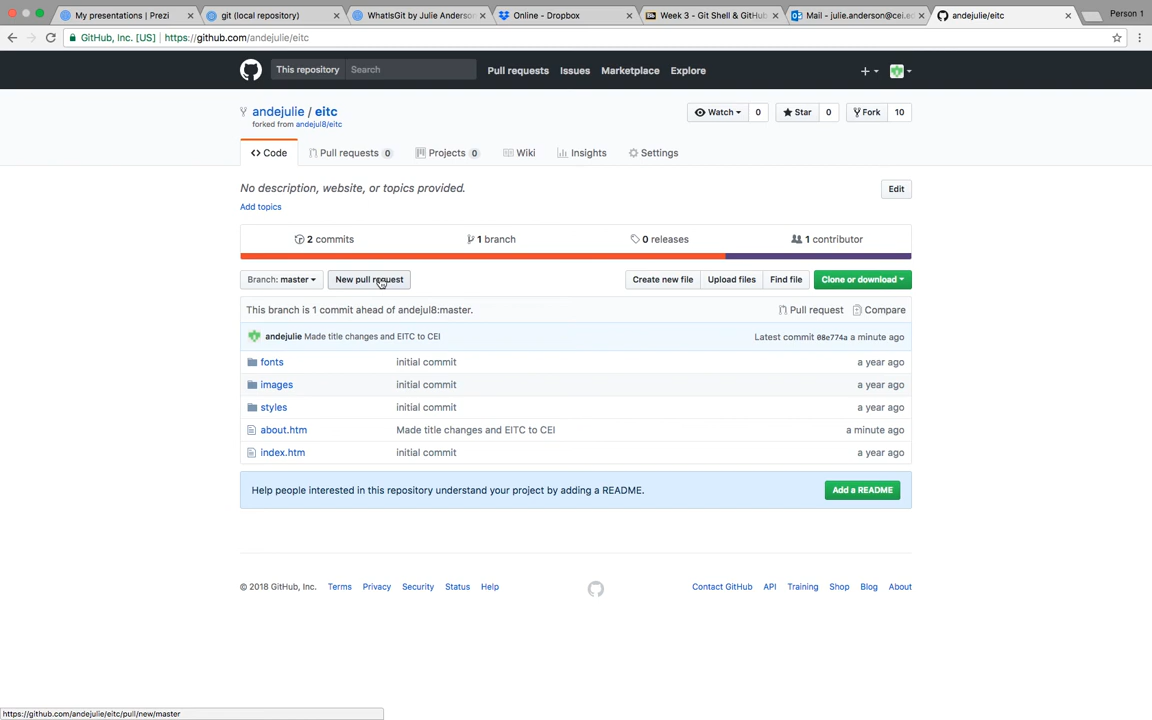 My presentations | Prezi
git (local repository)
WhatIsGit by Julie Anderson
Online - Dropbox
Week 3 - Git Shell & GitHub
Mail - julie.anderson@cei.ed
andejulie/eitc
Person 1
GitHub, Inc. [US] | https://github.com/andejulie/eitc
This repository Search Pull requests Issues Marketplace Explore
andejulie / eitc
forked from andejul8/eitc
Watch 0 Star 0 Fork 10
Code Pull requests 0 Projects 0 Wiki Insights Settings
No description, website, or topics provided. Edit
Add topics
2 commits 1 branch 0 releases 1 contributor
Branch: master New pull request Create new file Upload files Find file Clone or download
This branch is 1 commit ahead of andejul8:master. Pull request Compare
andejulie Made title changes and EITC to CEI Latest commit 08e774a a minute ago
fonts initial commit a year ago
images initial commit a year ago
styles initial commit a year ago
about.htm Made title changes and EITC to CEI a minute ago
index.htm initial commit a year ago
Help people interested in this repository understand your project by adding a README. Add a README
© 2018 GitHub, Inc. Terms Privacy Security Status Help Contact GitHub API Training Shop Blog About
https://github.com/andejulie/eitc/pull/new/master